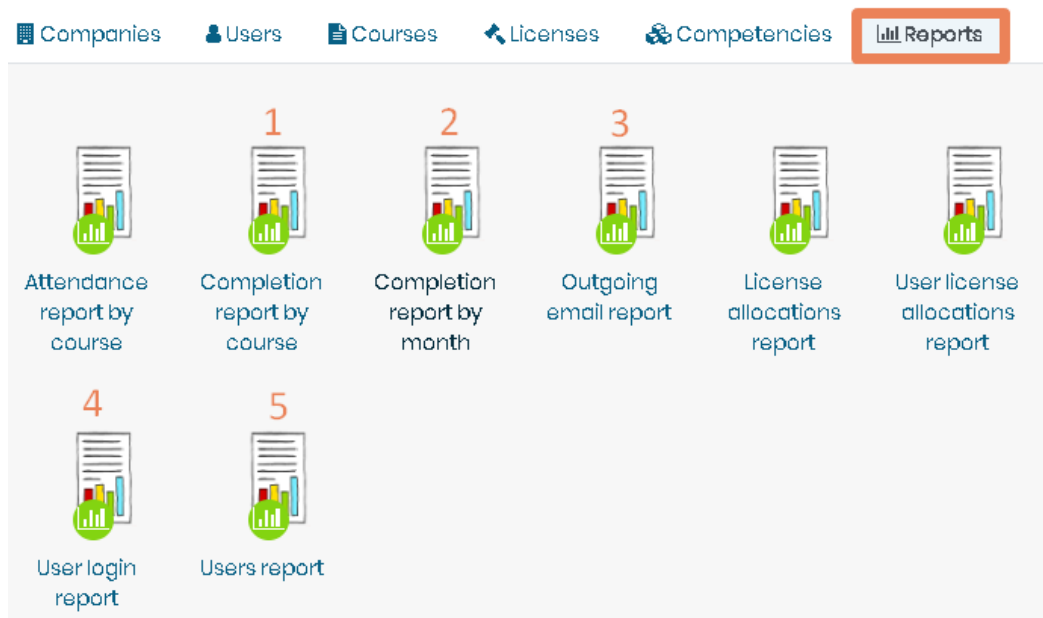 Companies Users Courses Licenses Competencies Reports
1 2 3
Attendance Completion Completion Outgoing License User license
report by report by report by email report allocations allocations
course course month report report
4 5
User login Users report
report